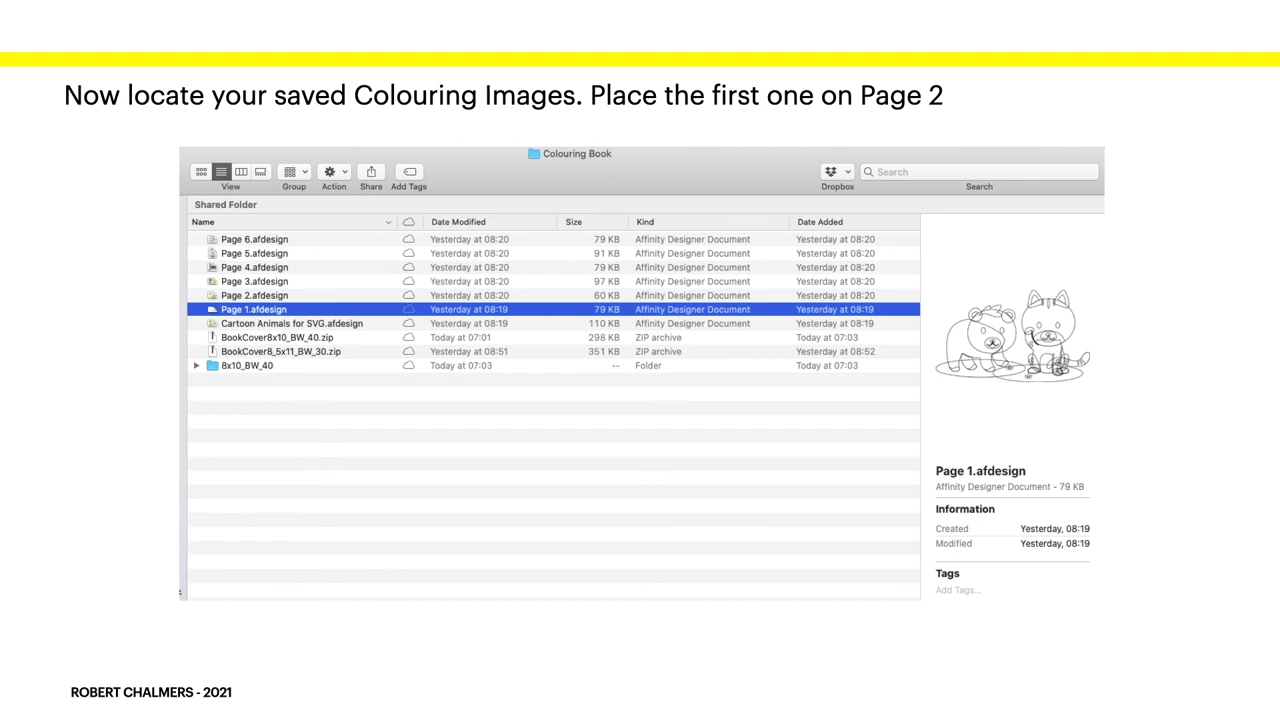 Now locate your saved Colouring Images. Place the first one on Page 2
Colouring Book
Search
View Group Action Share Add Tags Dropbox Search
Shared Folder
Name Date Modified Size Kind Date Added
Page 6.afdesign Yesterday at 08:20 79 KB Affinity Designer Document Yesterday at 08:20
Page 5.afdesign Yesterday at 08:20 91 KB Affinity Designer Document Yesterday at 08:20
Page 4.afdesign Yesterday at 08:20 79 KB Affinity Designer Document Yesterday at 08:20
Page 3.afdesign Yesterday at 08:20 97 KB Affinity Designer Document Yesterday at 08:20
Page 2.afdesign Yesterday at 08:20 60 KB Affinity Designer Document Yesterday at 08:20
Page 1.afdesign Yesterday at 08:19 79 KB Affinity Designer Document Yesterday at 08:19
Cartoon Animals for SVG.afdesign Yesterday at 08:19 110 KB Affinity Designer Document Yesterday at 08:19
BookCover8x10_BW_40.zip Today at 07:01 298 KB ZIP archive Today at 07:03
BookCover8_5x11_BW_30.zip Yesterday at 08:51 351 KB ZIP archive Yesterday at 08:52
8x10_BW_40 Today at 07:03 -- Folder Today at 07:03
Page 1.afdesign
Affinity Designer Document - 79 KB
Information
Created Yesterday, 08:19
Modified Yesterday, 08:19
Tags
Add Tags...
ROBERT CHALMERS - 2021